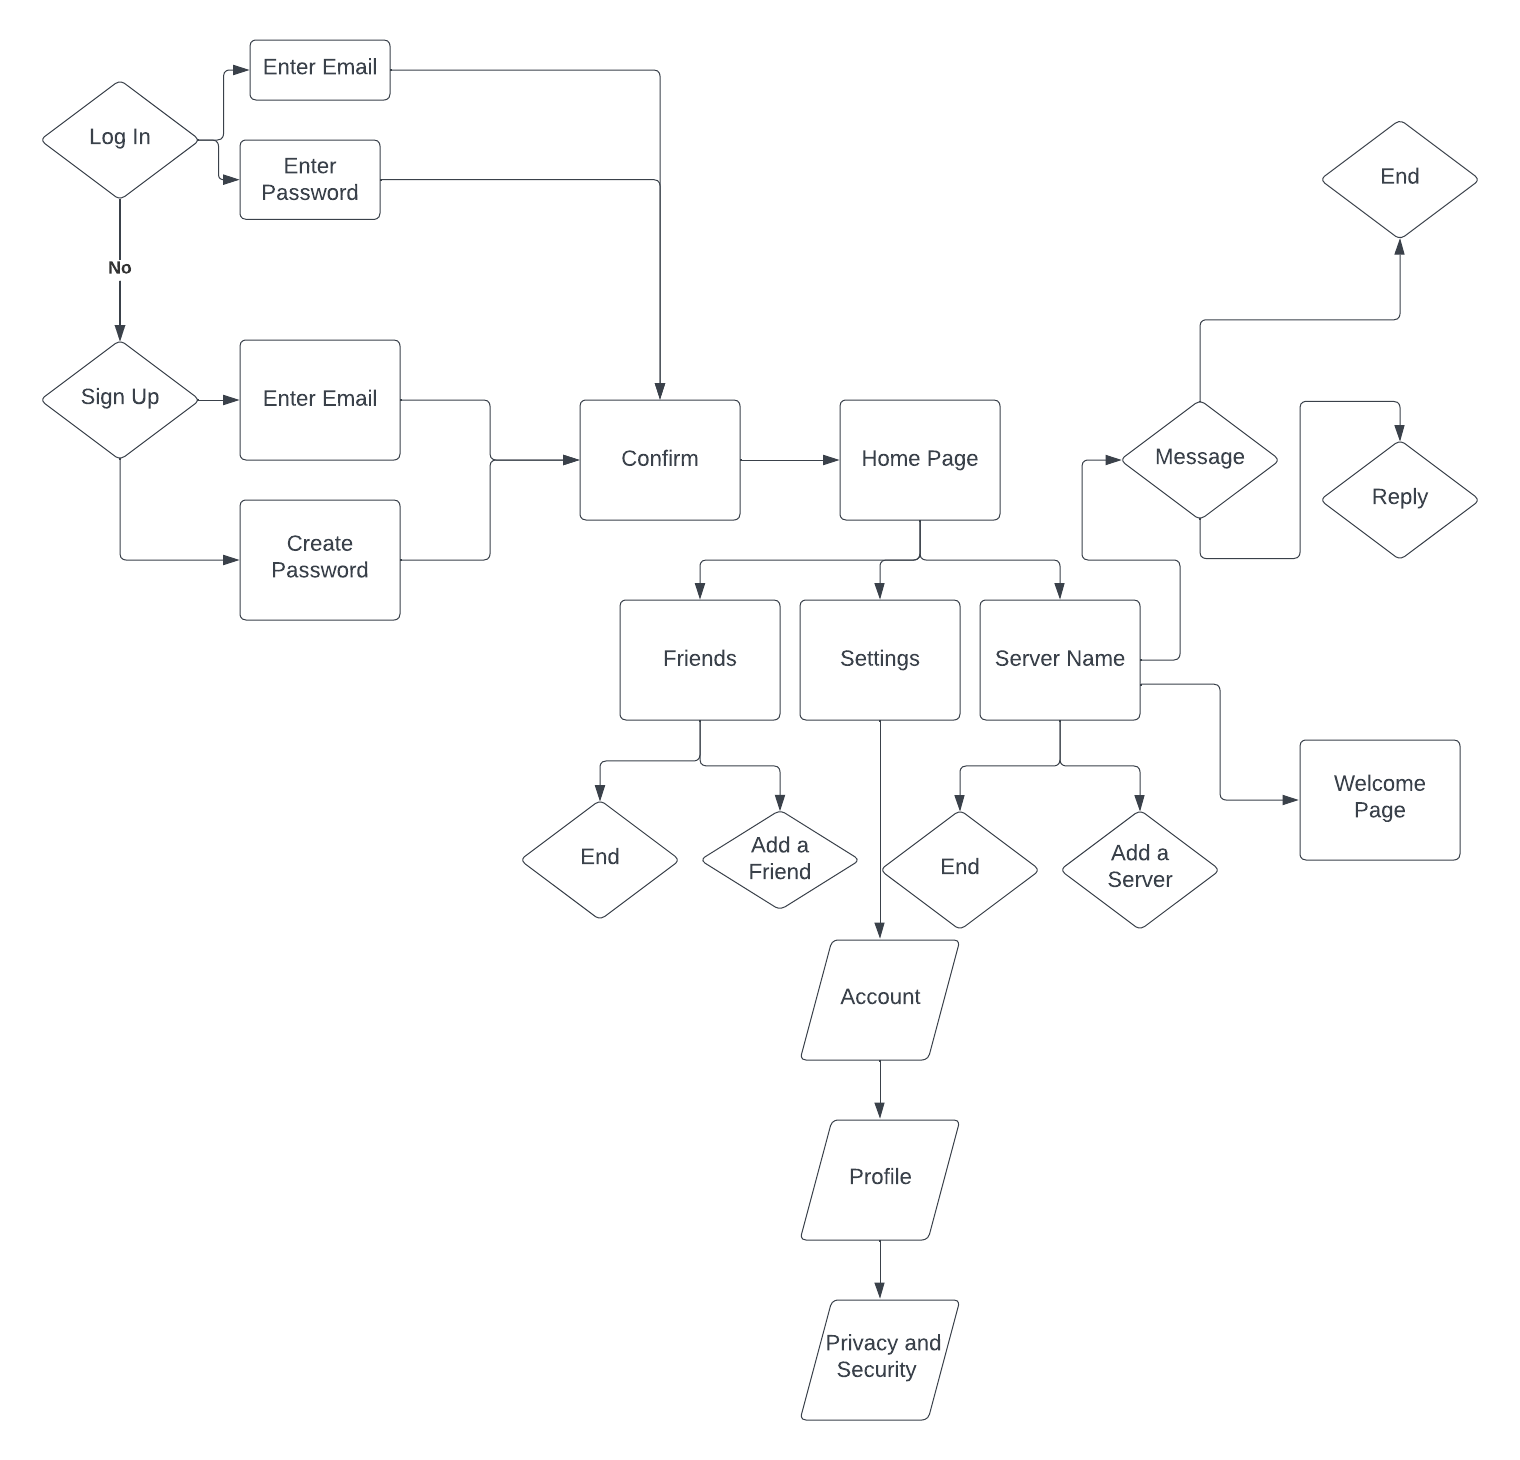 Enter Email
Log In
Enter
Password
End
No
Sign Up
Enter Email
Confirm
Home Page
Message
Reply
Create
Password
Friends
Settings
Server Name
Welcome
Page
End
Add a
Friend
End
Add a
Server
Account
Profile
Privacy and
Security